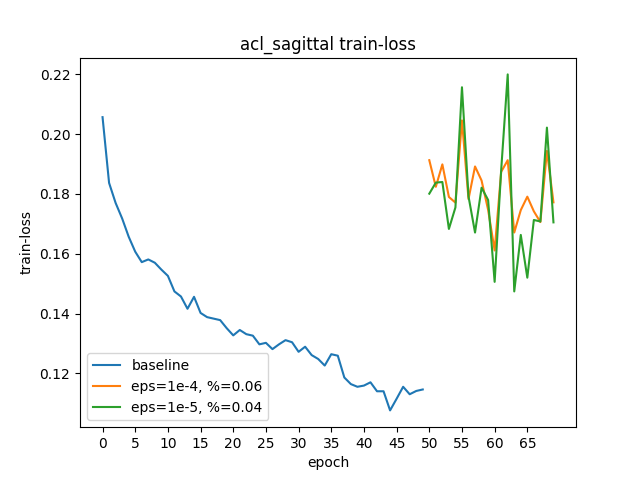 acl_sagittal train-loss
train-loss
0.22
0.20
0.18
0.16
0.14
0.12
baseline
eps=1e-4, %=0.06
eps=1e-5, %=0.04
0 5 10 15 20 25 30 35 40 45 50 55 60 65
epoch